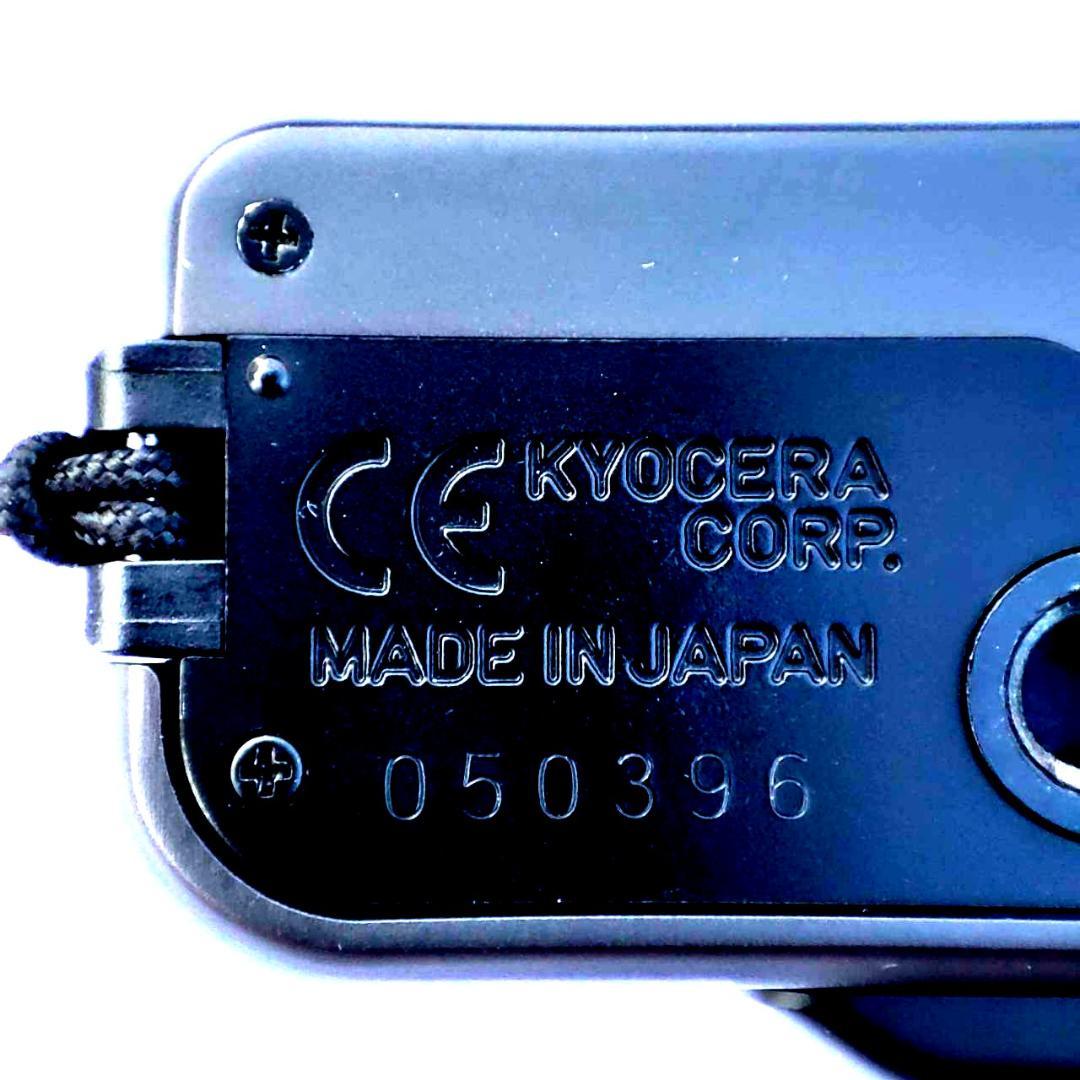 CE KYOCERA
CORP.
MADE IN JAPAN
050396